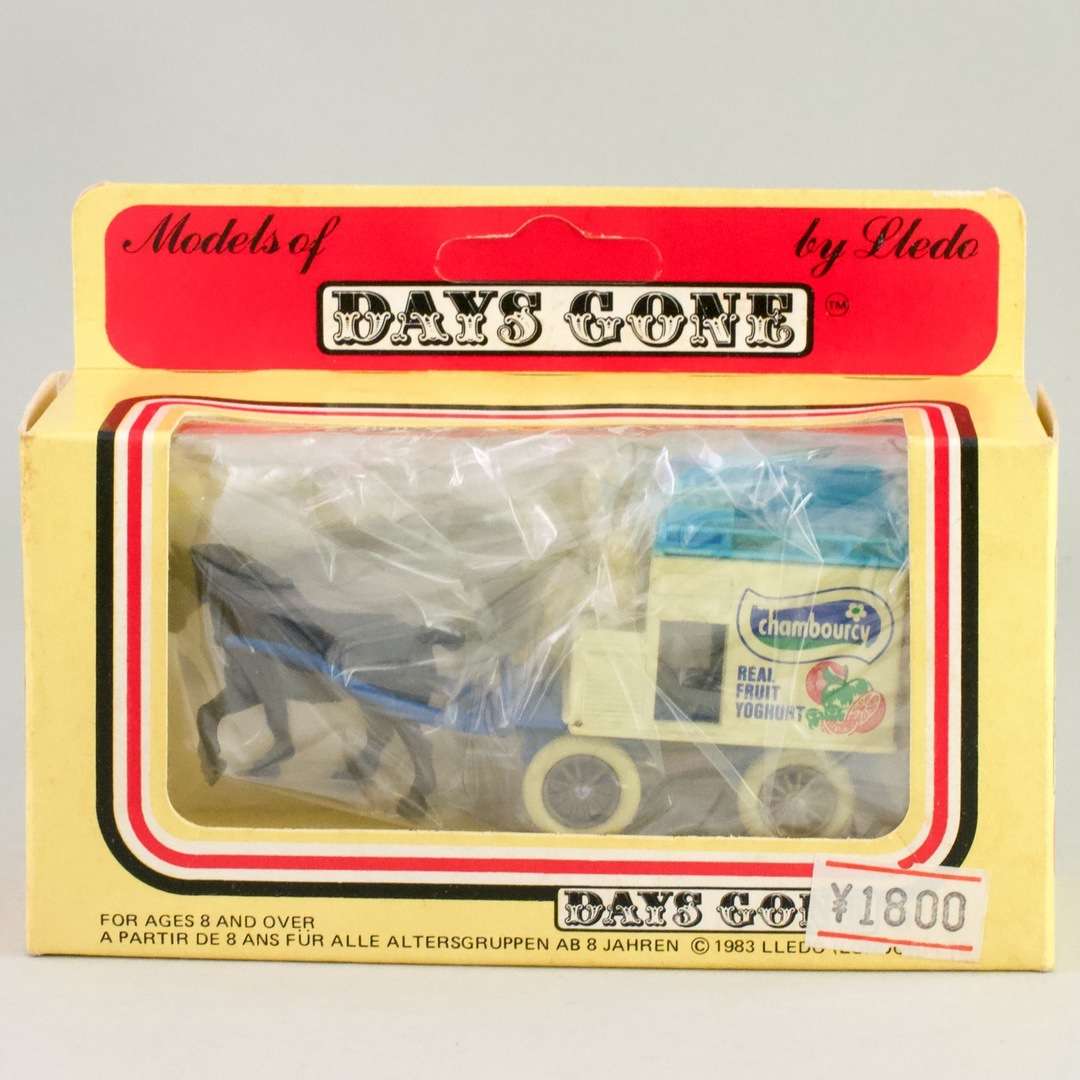 Models of
by Lledo
DAYS GONE
TM
chambourcy
REAL
FRUIT
YOGHURT
DAYS
¥1800
FOR AGES 8 AND OVER
A PARTIR DE 8 ANS FÜR ALLE ALTERSGRUPPEN AB 8 JAHREN © 1983 LLEDO